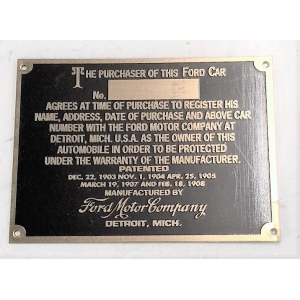 THE PURCHASER OF THIS FORD CAR
No.
AGREES AT TIME OF PURCHASE TO REGISTER HIS
NAME, ADDRESS, DATE OF PURCHASE AND ABOVE CAR
NUMBER WITH THE FORD MOTOR COMPANY AT
DETROIT, MICH. U.S.A. AS THE OWNER OF THIS
AUTOMOBILE IN ORDER TO BE PROTECTED
UNDER THE WARRANTY OF THE MANUFACTURER.
PATENTED
DEC. 22, 1903 NOV. 1, 1904 APR. 25, 1905
MARCH 19, 1907 AND FEB. 18, 1908
MANUFACTURED BY
Ford Motor Company
DETROIT, MICH.